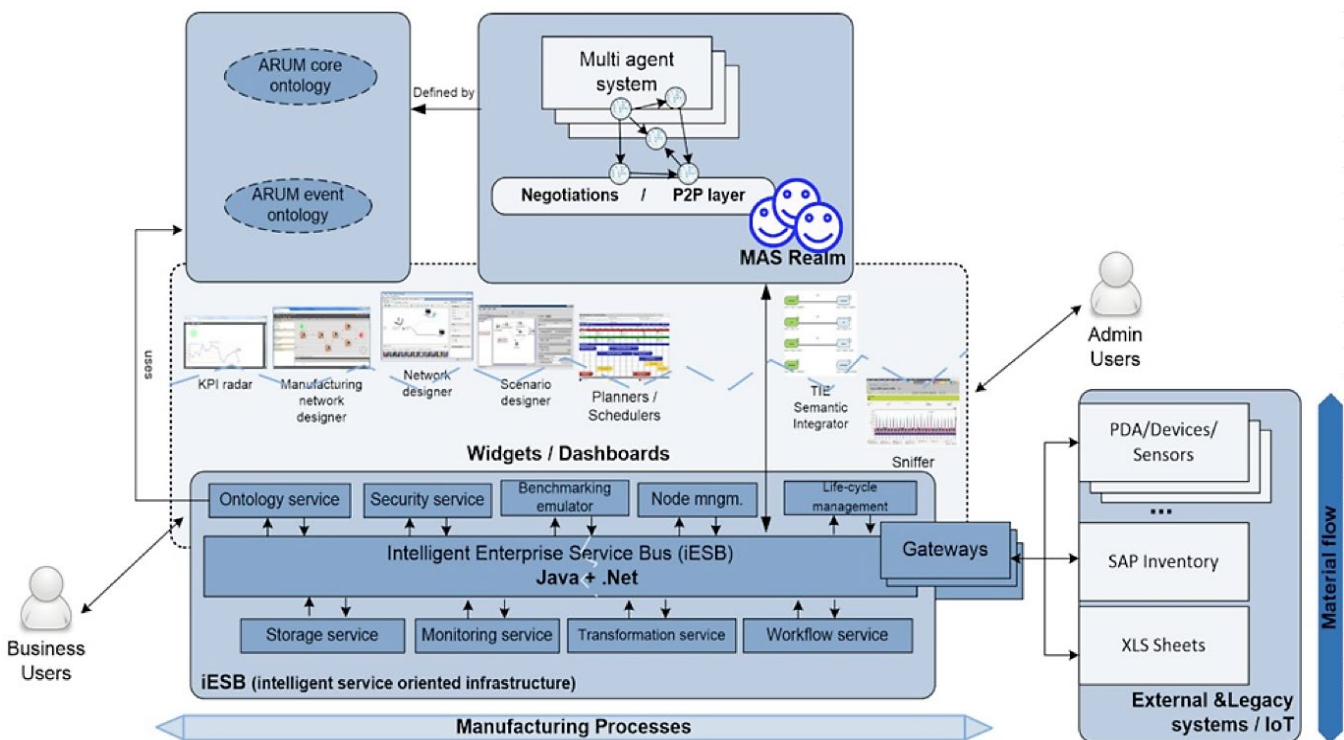 ARUM core
ontology
ARUM event
ontology
Defined by
Multi agent
system
Negotiations / P2P layer
MAS Realm
uses
KPI radar
Manufacturing
network
designer
Network
designer
Scenario
designer
Planners /
Schedulers
TIE
Semantic
Integrator
Sniffer
Widgets / Dashboards
Admin
Users
Ontology service
Security service
Benchmarking
emulator
Node mngm.
Life-cycle
management
Intelligent Enterprise Service Bus (iESB)
Java + .Net
Gateways
Storage service
Monitoring service
Transformation service
Workflow service
iESB (intelligent service oriented infrastructure)
Business
Users
PDA/Devices/
Sensors
...
SAP Inventory
XLS Sheets
External &Legacy
systems / IoT
Material flow
Manufacturing Processes